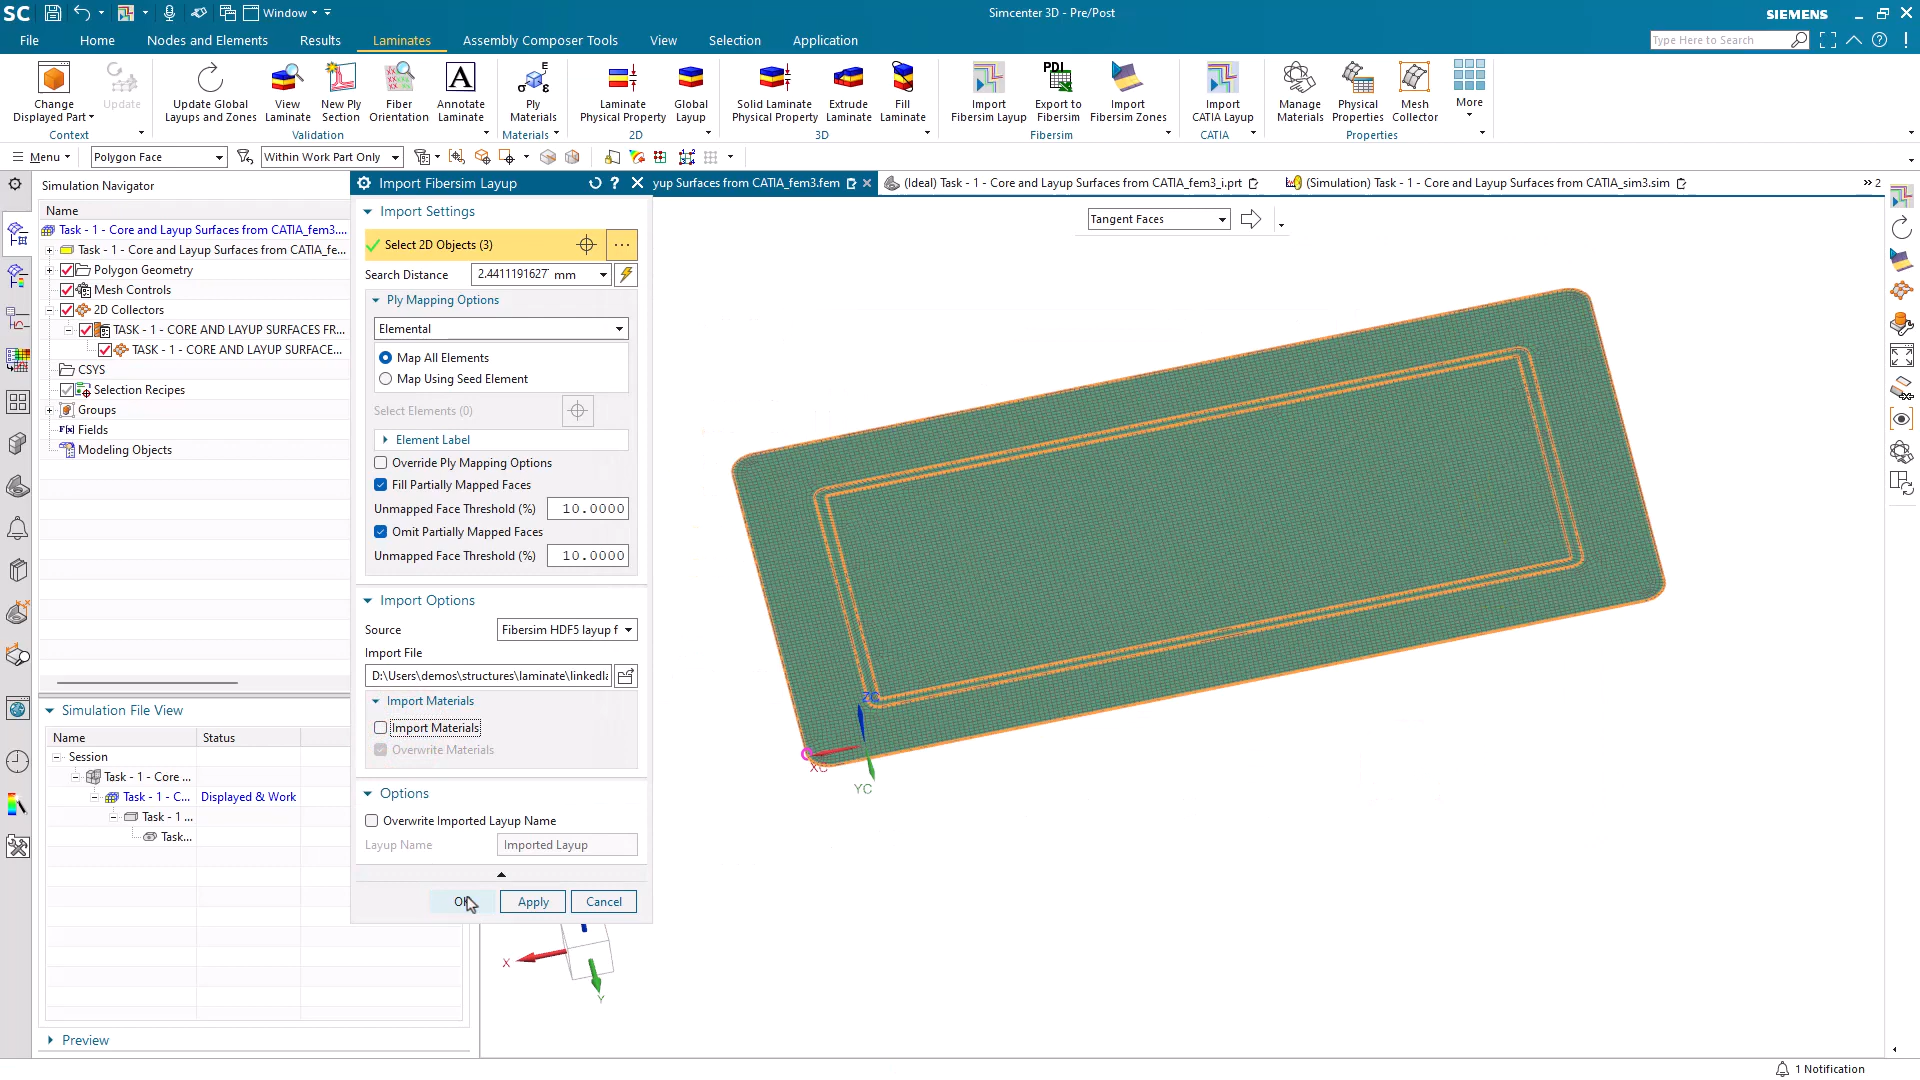 SC
Window
Simcenter 3D - Pre/Post
SIEMENS
File
Home
Nodes and Elements
Results
Laminates
Assembly Composer Tools
View
Selection
Application
Type Here to Search
Change
Displayed Part
Update
Context
Update Global
Layups and Zones
View
Laminate
New Ply
Section
Fiber
Orientation
Annotate
Laminate
Validation
Ply
Materials
Materials
Laminate
Physical Property
Global
Layup
2D
Solid Laminate
Physical Property
Extrude
Laminate
Fill
Laminate
3D
Import
Fibersim Layup
PDI
Export to
Fibersim
Import
Fibersim Zones
Fibersim
Import
CATIA Layup
CATIA
Manage
Materials
Physical
Properties
Mesh
Collector
More
Properties
Menu
Polygon Face
Within Work Part Only
Simulation Navigator
Name
Task - 1 - Core and Layup Surfaces from CATIA_fem3....
Task - 1 - Core and Layup Surfaces from CATIA_fe...
Polygon Geometry
Mesh Controls
2D Collectors
TASK - 1 - CORE AND LAYUP SURFACES FR...
TASK - 1 - CORE AND LAYUP SURFACE...
CSYS
Selection Recipes
Groups
Fields
Modeling Objects
Simulation File View
Name
Status
Session
Task - 1 - Core ...
Task - 1 - C...
Displayed & Work
Task - 1 ...
Task...
Preview
Import Fibersim Layup
Import Settings
Select 2D Objects (3)
Search Distance
2.4411191627
mm
Ply Mapping Options
Elemental
Map All Elements
Map Using Seed Element
Select Elements (0)
Element Label
Override Ply Mapping Options
Fill Partially Mapped Faces
Unmapped Face Threshold (%)
10.0000
Omit Partially Mapped Faces
Unmapped Face Threshold (%)
10.0000
Import Options
Source
Fibersim HDF5 layup f
Import File
D:\Users\demos\structures\laminate\linkedla
Import Materials
Import Materials
Overwrite Materials
Options
Overwrite Imported Layup Name
Layup Name
Imported Layup
OK
Apply
Cancel
yup Surfaces from CATIA_fem3.fem
(Ideal) Task - 1 - Core and Layup Surfaces from CATIA_fem3_i.prt
(Simulation) Task - 1 - Core and Layup Surfaces from CATIA_sim3.sim
2
Tangent Faces
ZC
XC
YC
X
Y
1 Notification